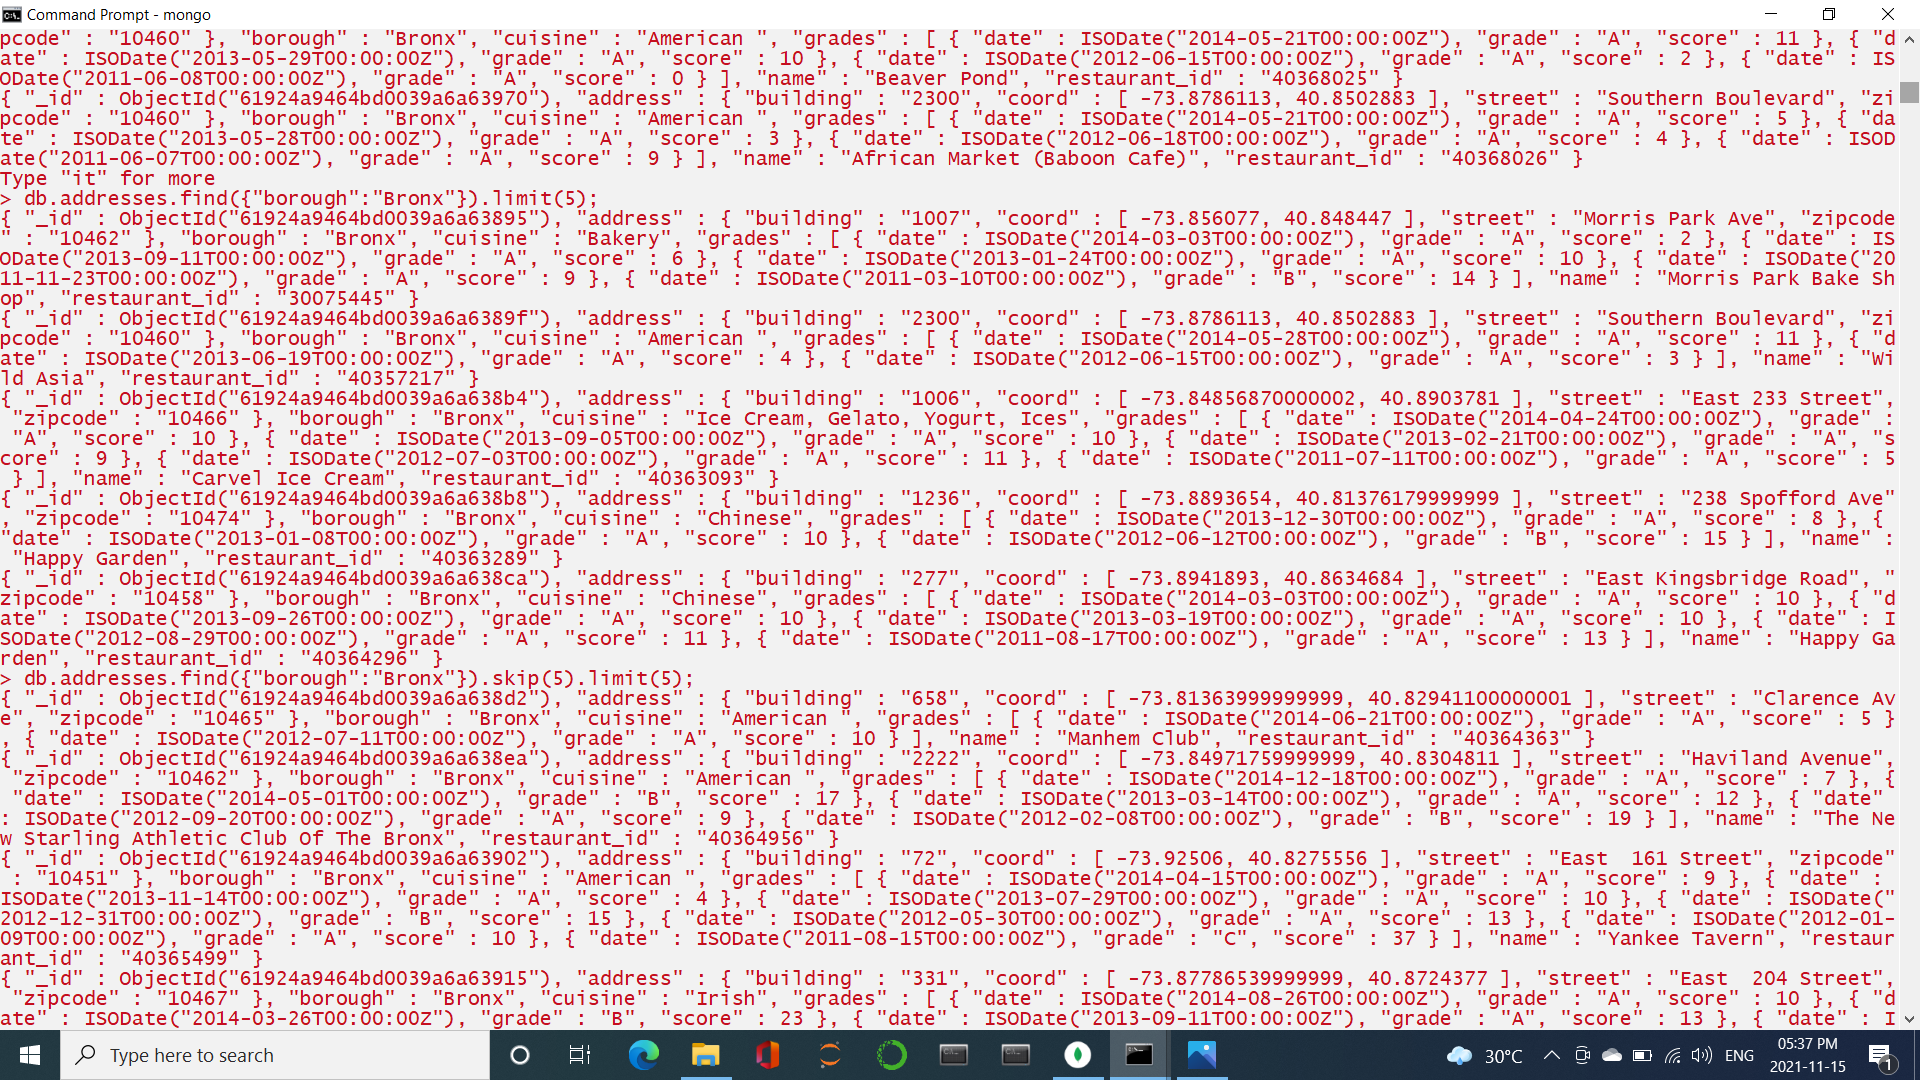 Command Prompt - mongo
pcode" : "10460" }, "borough" : "Bronx", "cuisine" : "American ", "grades" : [ { "date" : ISODate("2014-05-21T00:00:00Z"), "grade" : "A", "score" : 11 }, { "d
ate" : ISODate("2013-05-29T00:00:00Z"), "grade" : "A", "score" : 10 }, { "date" : ISODate("2012-06-15T00:00:00Z"), "grade" : "A", "score" : 2 }, { "date" : IS
ODate("2011-06-08T00:00:00Z"), "grade" : "A", "score" : 0 } ], "name" : "Beaver Pond", "restaurant_id" : "40368025" }
{ "_id" : ObjectId("61924a9464bd0039a6a63970"), "address" : { "building" : "2300", "coord" : [ -73.8786113, 40.8502883 ], "street" : "Southern Boulevard", "zi
pcode" : "10460" }, "borough" : "Bronx", "cuisine" : "American ", "grades" : [ { "date" : ISODate("2014-05-21T00:00:00Z"), "grade" : "A", "score" : 5 }, { "da
te" : ISODate("2013-05-28T00:00:00Z"), "grade" : "A", "score" : 3 }, { "date" : ISODate("2012-06-18T00:00:00Z"), "grade" : "A", "score" : 4 }, { "date" : ISOD
ate("2011-06-07T00:00:00Z"), "grade" : "A", "score" : 9 } ], "name" : "African Market (Baboon Cafe)", "restaurant_id" : "40368026" }
Type "it" for more
> db.addresses.find({"borough":"Bronx"}).limit(5);
{ "_id" : ObjectId("61924a9464bd0039a6a63895"), "address" : { "building" : "1007", "coord" : [ -73.856077, 40.848447 ], "street" : "Morris Park Ave", "zipcode
" : "10462" }, "borough" : "Bronx", "cuisine" : "Bakery", "grades" : [ { "date" : ISODate("2014-03-03T00:00:00Z"), "grade" : "A", "score" : 2 }, { "date" : IS
ODate("2013-09-11T00:00:00Z"), "grade" : "A", "score" : 6 }, { "date" : ISODate("2013-01-24T00:00:00Z"), "grade" : "A", "score" : 10 }, { "date" : ISODate("20
11-11-23T00:00:00Z"), "grade" : "A", "score" : 9 }, { "date" : ISODate("2011-03-10T00:00:00Z"), "grade" : "B", "score" : 14 } ], "name" : "Morris Park Bake Sh
op", "restaurant_id" : "30075445" }
{ "_id" : ObjectId("61924a9464bd0039a6a6389f"), "address" : { "building" : "2300", "coord" : [ -73.8786113, 40.8502883 ], "street" : "Southern Boulevard", "zi
pcode" : "10460" }, "borough" : "Bronx", "cuisine" : "American ", "grades" : [ { "date" : ISODate("2014-05-28T00:00:00Z"), "grade" : "A", "score" : 11 }, { "d
ate" : ISODate("2013-06-19T00:00:00Z"), "grade" : "A", "score" : 4 }, { "date" : ISODate("2012-06-15T00:00:00Z"), "grade" : "A", "score" : 3 } ], "name" : "Wi
ld Asia", "restaurant_id" : "40357217" }
{ "_id" : ObjectId("61924a9464bd0039a6a638b4"), "address" : { "building" : "1006", "coord" : [ -73.84856870000002, 40.8903781 ], "street" : "East 233 Street",
 "zipcode" : "10466" }, "borough" : "Bronx", "cuisine" : "Ice Cream, Gelato, Yogurt, Ices", "grades" : [ { "date" : ISODate("2014-04-24T00:00:00Z"), "grade" :
 "A", "score" : 10 }, { "date" : ISODate("2013-09-05T00:00:00Z"), "grade" : "A", "score" : 10 }, { "date" : ISODate("2013-02-21T00:00:00Z"), "grade" : "A", "s
core" : 9 }, { "date" : ISODate("2012-07-03T00:00:00Z"), "grade" : "A", "score" : 11 }, { "date" : ISODate("2011-07-11T00:00:00Z"), "grade" : "A", "score" : 5
 } ], "name" : "Carvel Ice Cream", "restaurant_id" : "40363093" }
{ "_id" : ObjectId("61924a9464bd0039a6a638b8"), "address" : { "building" : "1236", "coord" : [ -73.8893654, 40.81376179999999 ], "street" : "238 Spofford Ave"
, "zipcode" : "10474" }, "borough" : "Bronx", "cuisine" : "Chinese", "grades" : [ { "date" : ISODate("2013-12-30T00:00:00Z"), "grade" : "A", "score" : 8 }, {
"date" : ISODate("2013-01-08T00:00:00Z"), "grade" : "A", "score" : 10 }, { "date" : ISODate("2012-06-12T00:00:00Z"), "grade" : "B", "score" : 15 } ], "name" :
 "Happy Garden", "restaurant_id" : "40363289" }
{ "_id" : ObjectId("61924a9464bd0039a6a638ca"), "address" : { "building" : "277", "coord" : [ -73.8941893, 40.8634684 ], "street" : "East Kingsbridge Road", "
zipcode" : "10458" }, "borough" : "Bronx", "cuisine" : "Chinese", "grades" : [ { "date" : ISODate("2014-03-03T00:00:00Z"), "grade" : "A", "score" : 10 }, { "d
ate" : ISODate("2013-09-26T00:00:00Z"), "grade" : "A", "score" : 10 }, { "date" : ISODate("2013-03-19T00:00:00Z"), "grade" : "A", "score" : 10 }, { "date" : I
SODate("2012-08-29T00:00:00Z"), "grade" : "A", "score" : 11 }, { "date" : ISODate("2011-08-17T00:00:00Z"), "grade" : "A", "score" : 13 } ], "name" : "Happy Ga
rden", "restaurant_id" : "40364296" }
> db.addresses.find({"borough":"Bronx"}).skip(5).limit(5);
{ "_id" : ObjectId("61924a9464bd0039a6a638d2"), "address" : { "building" : "658", "coord" : [ -73.81363999999999, 40.82941100000001 ], "street" : "Clarence Av
e", "zipcode" : "10465" }, "borough" : "Bronx", "cuisine" : "American ", "grades" : [ { "date" : ISODate("2014-06-21T00:00:00Z"), "grade" : "A", "score" : 5 }
, { "date" : ISODate("2012-07-11T00:00:00Z"), "grade" : "A", "score" : 10 } ], "name" : "Manhem Club", "restaurant_id" : "40364363" }
{ "_id" : ObjectId("61924a9464bd0039a6a638ea"), "address" : { "building" : "2222", "coord" : [ -73.84971759999999, 40.8304811 ], "street" : "Haviland Avenue",
 "zipcode" : "10462" }, "borough" : "Bronx", "cuisine" : "American ", "grades" : [ { "date" : ISODate("2014-12-18T00:00:00Z"), "grade" : "A", "score" : 7 }, {
 "date" : ISODate("2014-05-01T00:00:00Z"), "grade" : "B", "score" : 17 }, { "date" : ISODate("2013-03-14T00:00:00Z"), "grade" : "A", "score" : 12 }, { "date"
: ISODate("2012-09-20T00:00:00Z"), "grade" : "A", "score" : 9 }, { "date" : ISODate("2012-02-08T00:00:00Z"), "grade" : "B", "score" : 19 } ], "name" : "The Ne
w Starling Athletic Club Of The Bronx", "restaurant_id" : "40364956" }
{ "_id" : ObjectId("61924a9464bd0039a6a63902"), "address" : { "building" : "72", "coord" : [ -73.92506, 40.8275556 ], "street" : "East  161 Street", "zipcode"
 : "10451" }, "borough" : "Bronx", "cuisine" : "American ", "grades" : [ { "date" : ISODate("2014-04-15T00:00:00Z"), "grade" : "A", "score" : 9 }, { "date" :
ISODate("2013-11-14T00:00:00Z"), "grade" : "A", "score" : 4 }, { "date" : ISODate("2013-07-29T00:00:00Z"), "grade" : "A", "score" : 10 }, { "date" : ISODate("
2012-12-31T00:00:00Z"), "grade" : "B", "score" : 15 }, { "date" : ISODate("2012-05-30T00:00:00Z"), "grade" : "A", "score" : 13 }, { "date" : ISODate("2012-01-
09T00:00:00Z"), "grade" : "A", "score" : 10 }, { "date" : ISODate("2011-08-15T00:00:00Z"), "grade" : "C", "score" : 37 } ], "name" : "Yankee Tavern", "restaur
ant_id" : "40365499" }
{ "_id" : ObjectId("61924a9464bd0039a6a63915"), "address" : { "building" : "331", "coord" : [ -73.87786539999999, 40.8724377 ], "street" : "East  204 Street",
 "zipcode" : "10467" }, "borough" : "Bronx", "cuisine" : "Irish", "grades" : [ { "date" : ISODate("2014-08-26T00:00:00Z"), "grade" : "A", "score" : 10 }, { "d
ate" : ISODate("2014-03-26T00:00:00Z"), "grade" : "B", "score" : 23 }, { "date" : ISODate("2013-09-11T00:00:00Z"), "grade" : "A", "score" : 13 }, { "date" : I
Type here to search
30°C
ENG
05:37 PM
2021-11-15
1